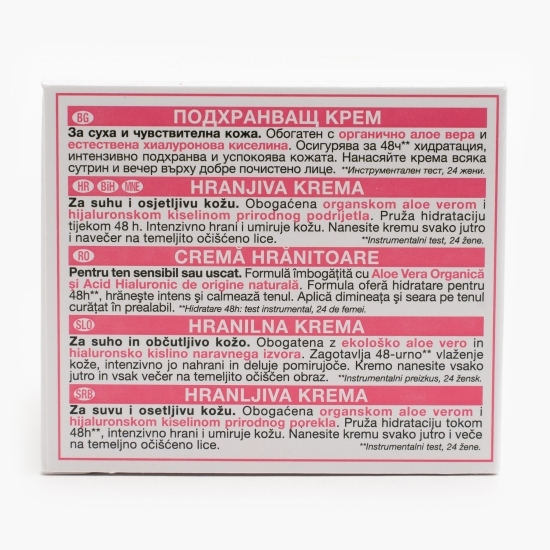 BG ПОДХРАНВАЩ КРЕМ
За суха и чувствителна кожа. Обогатен с органично алое вера и
естествена хиалуронова киселина. Осигурява за 48ч** хидратация,
интензивно подхранва и успокоява кожата. Нанасяйте крема всяка
сутрин и вечер върху добре почистено лице. **Инструментален тест, 24 жени.
HR BIH MNE HRANJIVA KREMA
Za suhu i osjetljivu kožu. Obogaćena organskom aloe verom i
hijaluronskom kiselinom prirodnog podrijetla. Pruža hidrataciju
tijekom 48 h. Intenzivno hrani i umiruje kožu. Nanesite kremu svako jutro
i navečer na temeljito očišćeno lice. **Instrumentalni test, 24 žene.
RO CREMĂ HRĂNITOARE
Pentru ten sensibil sau uscat. Formulă îmbogățită cu Aloe Vera Organică
și Acid Hialuronic de origine naturală. Formula oferă hidratare pentru
48h**, hrănește intens și calmează tenul. Aplică dimineața și seara pe tenul
curățat în prealabil. **Hidratare 48h: test instrumental, 24 de femei.
SLO HRANILNA KREMA
Za suho in občutljivo kožo. Obogatena z ekološko aloe vero in
hialuronsko kislino naravnega izvora. Zagotavlja 48-urno** vlaženje
kože, intenzivno jo nahrani in deluje pomirjoče. Kremo nanesite vsako
jutro in vsak večer na temeljito očiščen obraz. **Instrumentalni preizkus, 24 žensk.
SRB HRANLJIVA KREMA
Za suvu i osetljivu kožu. Obogaćena organskom aloe verom i
hijaluronskom kiselinom prirodnog porekla. Pruža hidrataciju tokom
48h**, intenzivno hrani i umiruje kožu. Nanesite kremu svako jutro i veče
na temeljno očišćeno lice. **Instrumentalni test, 24 žene.